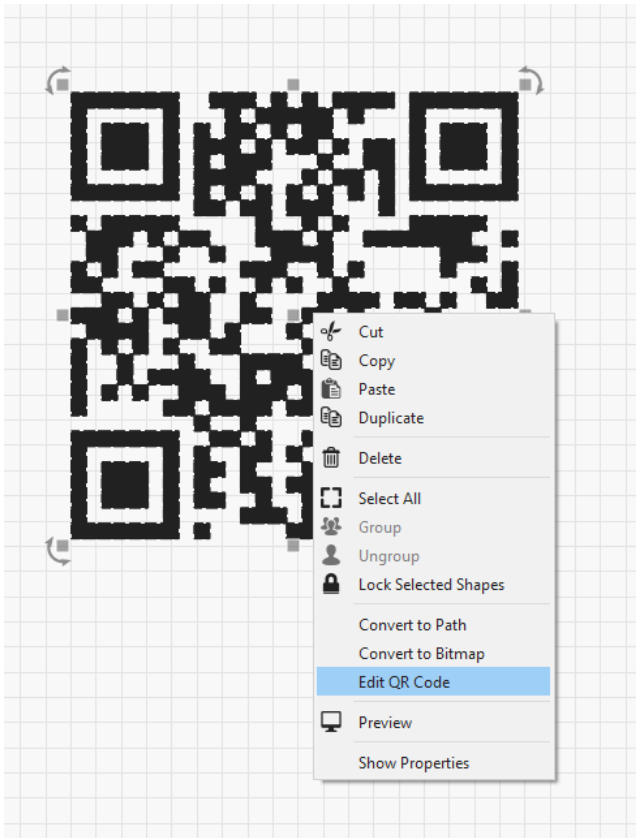 Cut
Copy
Paste
Duplicate
Delete
Select All
Group
Ungroup
Lock Selected Shapes
Convert to Path
Convert to Bitmap
Edit QR Code
Preview
Show Properties